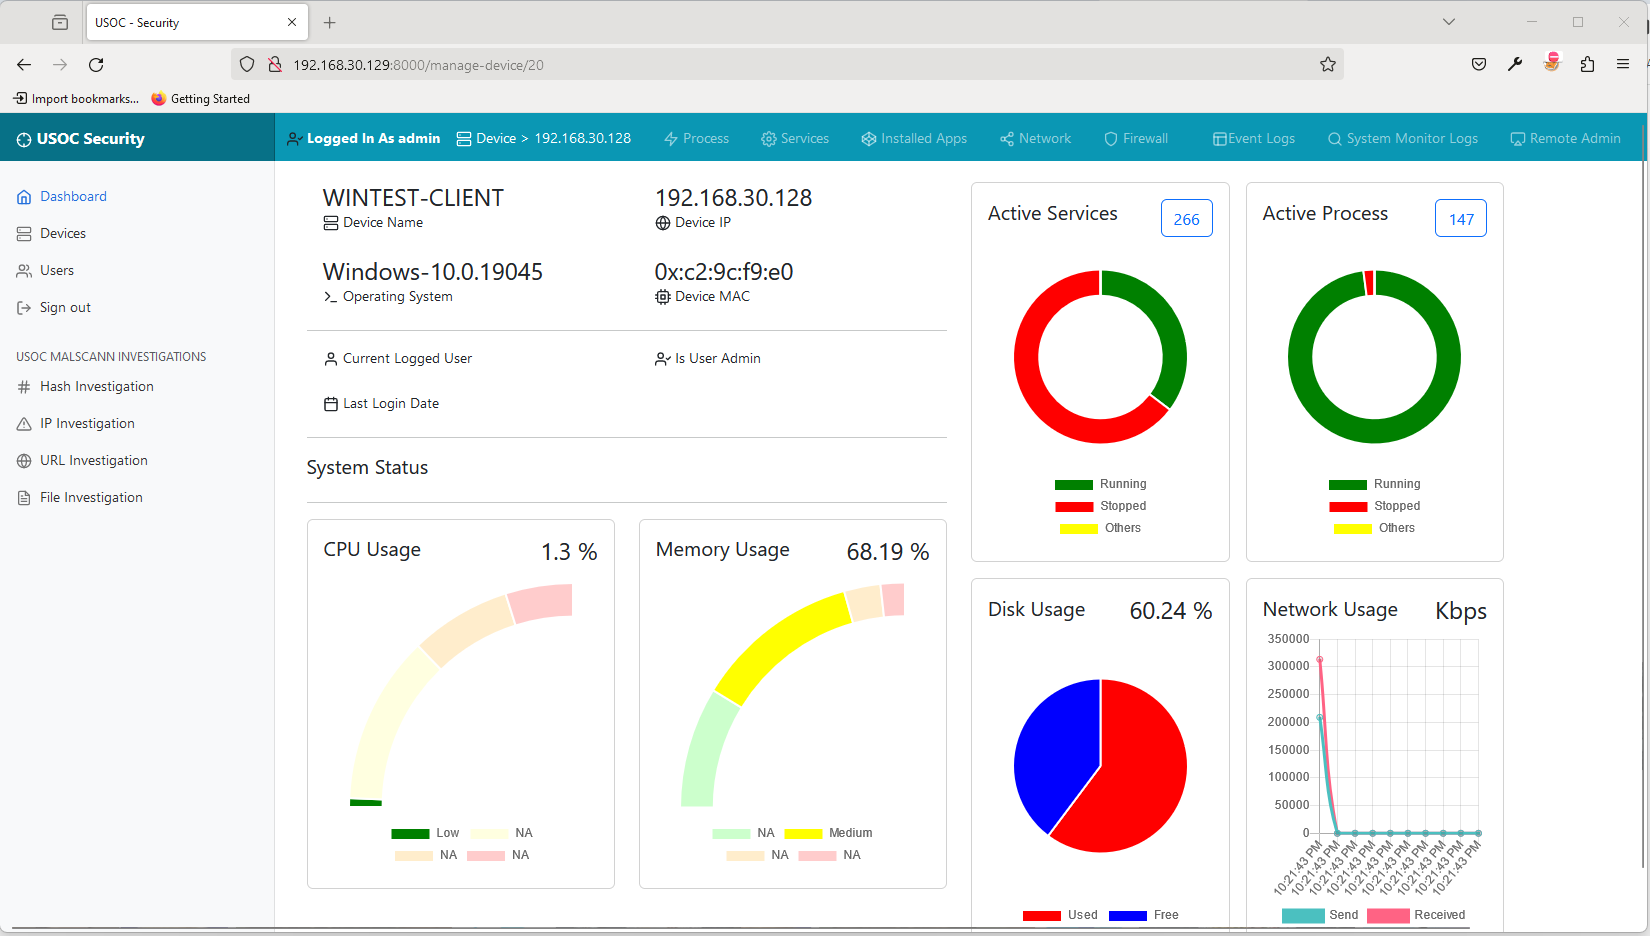 USOC - Security
192.168.30.129:8000/manage-device/20
Import bookmarks... Getting Started
USOC Security
Logged In As admin Device > 192.168.30.128 Process Services Installed Apps Network Firewall Event Logs System Monitor Logs Remote Admin
Dashboard
Devices
Users
Sign out
USOC MALSCANN INVESTIGATIONS
Hash Investigation
IP Investigation
URL Investigation
File Investigation
WINTEST-CLIENT
Device Name
192.168.30.128
Device IP
Windows-10.0.19045
Operating System
0x:c2:9c:f9:e0
Device MAC
Current Logged User
Is User Admin
Last Login Date
System Status
CPU Usage 1.3 %
Low NA
NA NA
Memory Usage 68.19 %
NA Medium
NA NA
Active Services 266
Running
Stopped
Others
Active Process 147
Running
Stopped
Others
Disk Usage 60.24 %
Used Free
Network Usage Kbps
350000
300000
250000
200000
150000
100000
50000
0
10:21:43 PM
10:21:43 PM
10:21:43 PM
10:21:43 PM
10:21:43 PM
10:21:43 PM
10:21:43 PM
10:21:43 PM
10:21:43 PM
10:21:43 PM
Send Received